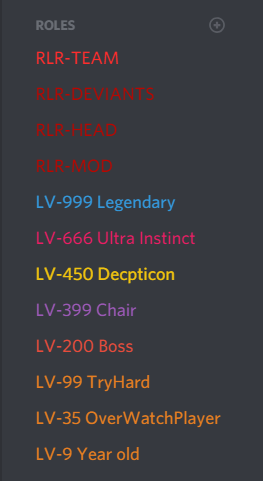 ROLES
RLR-TEAM
RLR-DEVIANTS
RLR-HEAD
RLR-MOD
LV-999 Legendary
LV-666 Ultra Instinct
LV-450 Decpticon
LV-399 Chair
LV-200 Boss
LV-99 TryHard
LV-35 OverWatchPlayer
LV-9 Year old